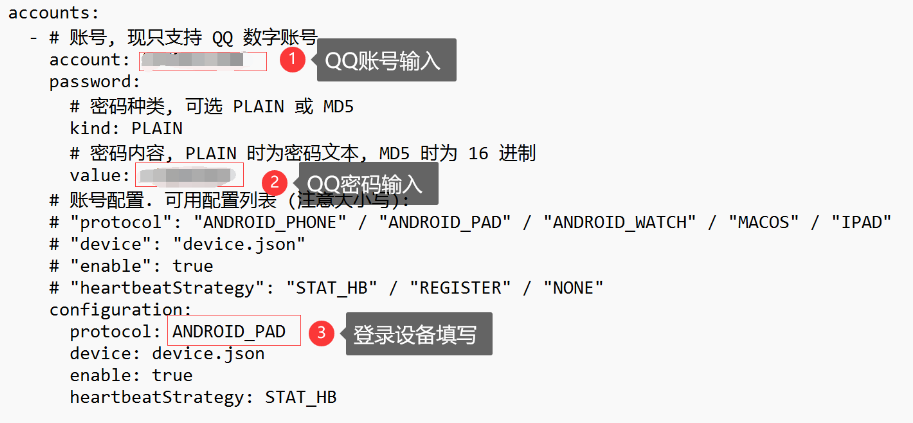 accounts:
- # 账号, 现只支持 QQ 数字账号
account:
1 QQ账号输入
password:
# 密码种类, 可选 PLAIN 或 MD5
kind: PLAIN
# 密码内容, PLAIN 时为密码文本, MD5 时为 16 进制
value:
2 QQ密码输入
# 账号配置. 可用配置列表 (注意大小写):
# "protocol": "ANDROID_PHONE" / "ANDROID_PAD" / "ANDROID_WATCH" / "MACOS" / "IPAD"
# "device": "device.json"
# "enable": true
# "heartbeatStrategy": "STAT_HB" / "REGISTER" / "NONE"
configuration:
protocol: ANDROID_PAD
3 登录设备填写
device: device.json
enable: true
heartbeatStrategy: STAT_HB